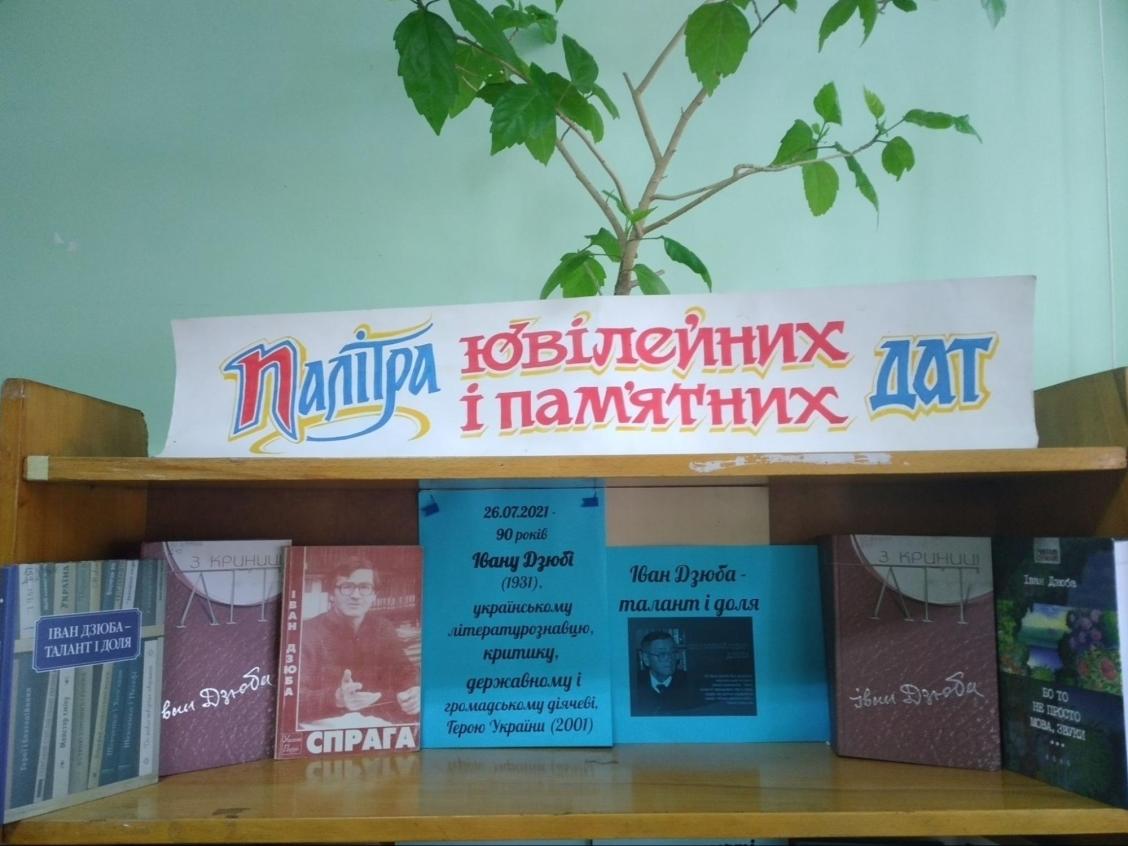 Палітра
ювілейних
і пам'ятних
дат
26.07.2021 -
90 років
Івану Дзюбі
(1931),
українському
літературознавцю,
критику,
державному і
громадському діячеві,
Герою України (2001)
Іван Дзюба -
талант і доля
ІВАН ДЗЮБА –
ТАЛАНТ І ДОЛЯ
УКРАЇНА
З КРИНИЦІ
ЛІТ
Іван Дзюба
ІВАН ДЗЮБА
СПРАГА
З КРИНИЦІ
ЛІТ
іван Дзюба
Іван Дзюба
БО ТО
НЕ ПРОСТО
МОВА, ЗВУКИ
...